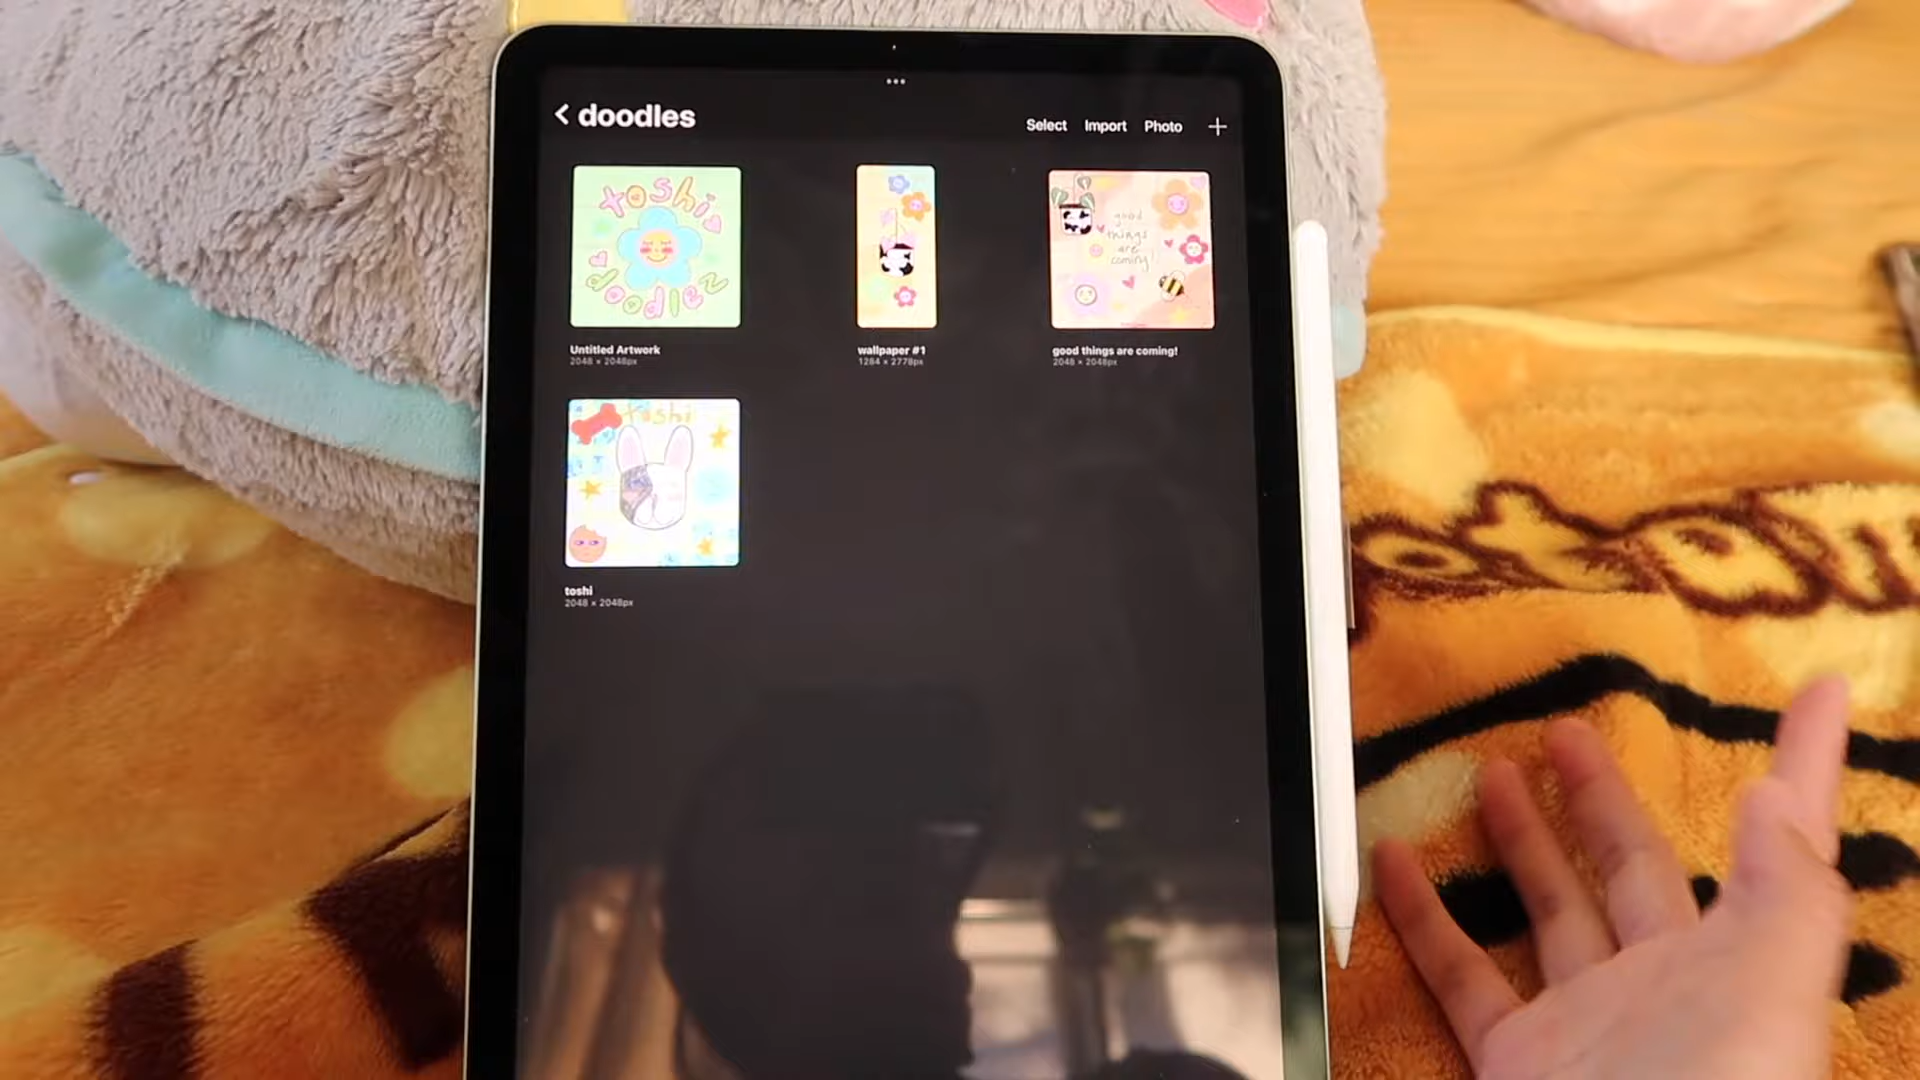 doodles
Select Import Photo
toshi
doodlez
Untitled Artwork
2048 × 2048px
wallpaper #1
1284 × 2778px
good
things
are
coming!
good things are coming!
2048 × 2048px
toshi
toshi
2048 × 2048px